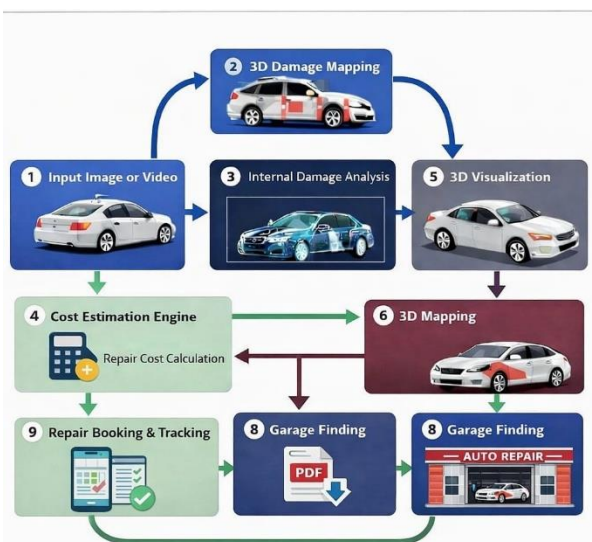 2 3D Damage Mapping
1 Input Image or Video
3 Internal Damage Analysis
5 3D Visualization
4 Cost Estimation Engine
Repair Cost Calculation
6 3D Mapping
9 Repair Booking & Tracking
8 Garage Finding
PDF
8 Garage Finding
AUTO REPAIR